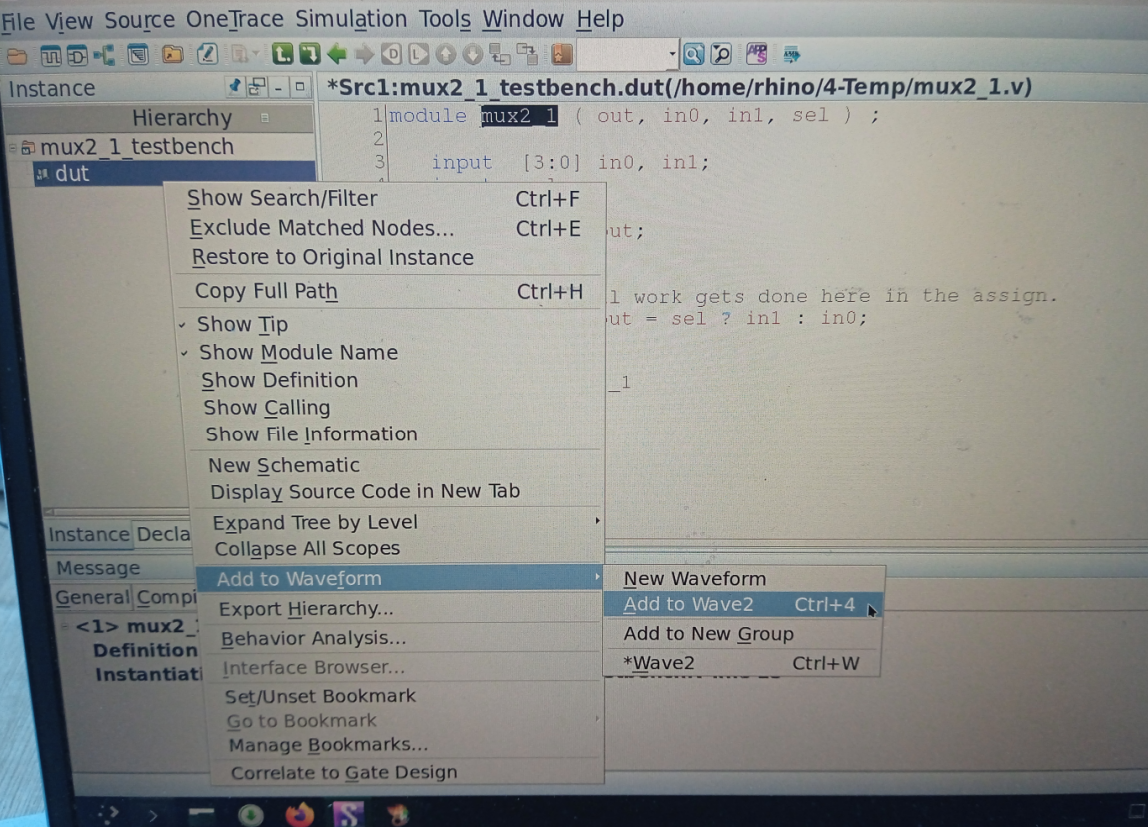 File View Source OneTrace Simulation Tools Window Help
Instance
*Src1:mux2_1_testbench.dut(/home/rhino/4-Temp/mux2_1.v)
Hierarchy
mux2_1_testbench
dut
1 module mux2_1 ( out, in0, in1, sel ) ;
2
3 input [3:0] in0, in1;
ut;
l work gets done here in the assign.
ut = sel ? in1 : in0;
_1
Show Search/Filter Ctrl+F
Exclude Matched Nodes... Ctrl+E
Restore to Original Instance
Copy Full Path Ctrl+H
Show Tip
Show Module Name
Show Definition
Show Calling
Show File Information
New Schematic
Display Source Code in New Tab
Expand Tree by Level
Collapse All Scopes
Add to Waveform
Export Hierarchy...
Behavior Analysis...
Interface Browser...
Set/Unset Bookmark
Go to Bookmark
Manage Bookmarks...
Correlate to Gate Design
New Waveform
Add to Wave2 Ctrl+4
Add to New Group
*Wave2 Ctrl+W
Instance Decla
Message
General Compi
<1> mux2_
Definition
Instantiati